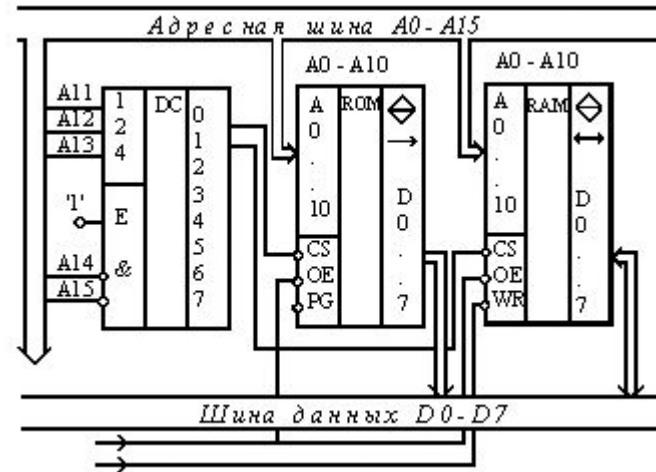 Адресная шина A0-A15
A0 - A10
A0 - A10
A11
A12
A13
'1'
A14
A15
1
2
4
E
&
DC
0
1
2
3
4
5
6
7
A
0
.
.
10
CS
OE
PG
ROM
D
0
.
.
7
A
0
.
.
10
CS
OE
WR
RAM
D
0
.
.
7
Шина данных D0-D7